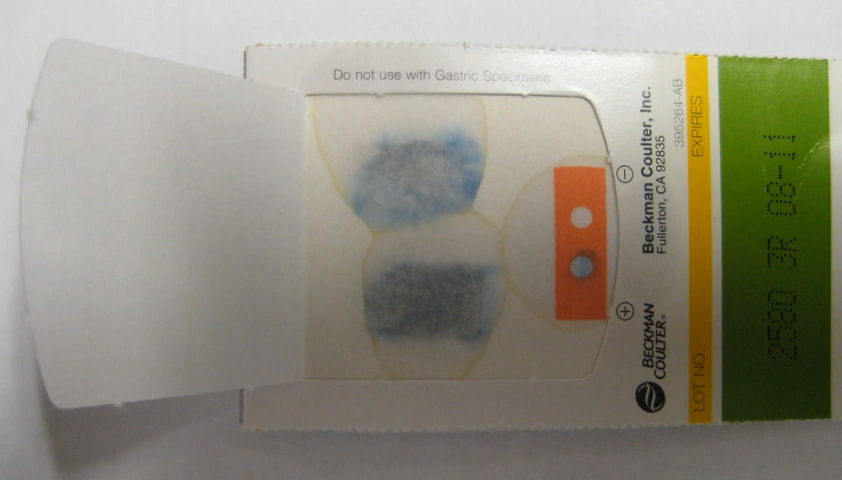 Do not use with Gastric Specimens
−
+
BECKMAN
COULTER®
Beckman Coulter, Inc.
Fullerton, CA 92835
395264-AB
LOT NO.
EXPIRES
2580 3R 08-11